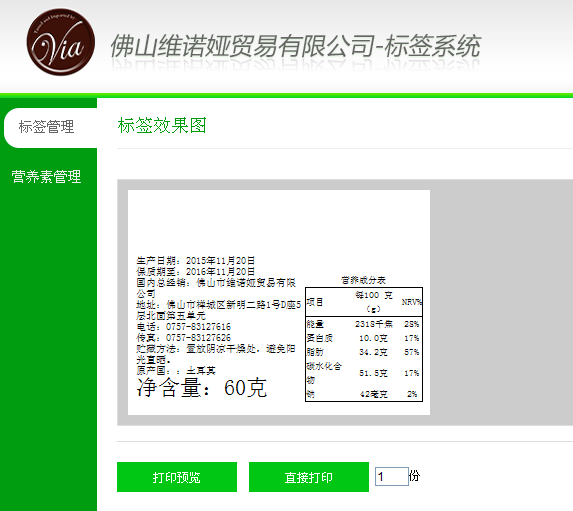 Via
佛山维诺娅贸易有限公司-标签系统
标签管理
营养素管理
标签效果图
生产日期：2015年11月20日
保质期至：2016年11月20日
国内总经销：佛山市维诺娅贸易有限
公司
地址：佛山市禅城区新明二路1号D座5
层北面第五单元
电话：0757-83127616
传真：0757-83127626
贮藏方法：置放阴凉干燥处，避免阳
光直晒。
原产国：：土耳其
净含量：60克
营养成分表
项目 每100 克（g） NRV%
能量 2318千焦 28%
蛋白质 10.0克 17%
脂肪 34.2克 57%
碳水化合物 51.5克 17%
钠 42毫克 2%
打印预览 直接打印 1 份